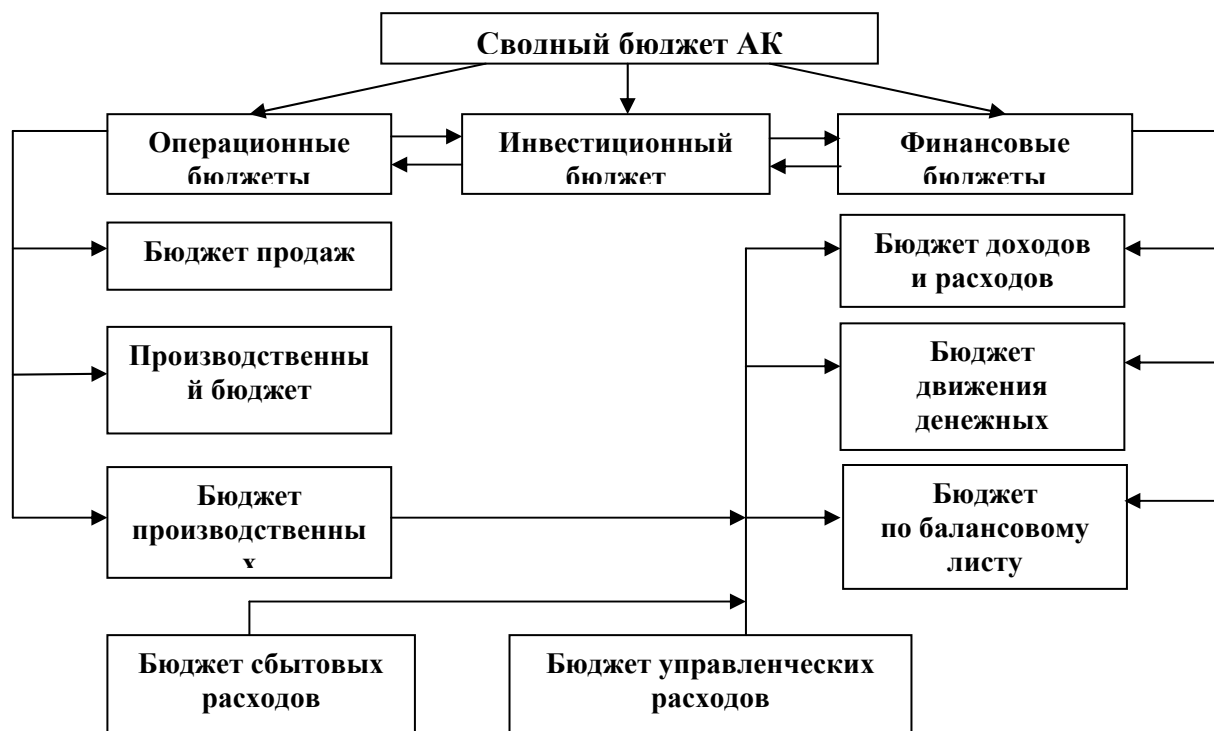 Сводный бюджет АК
Операционные
бюджеты
Инвестиционный
бюджет
Финансовые
бюджеты
Бюджет продаж
Бюджет доходов
и расходов
Производственны
й бюджет
Бюджет
движения
денежных
Бюджет
производственны
х
Бюджет
по балансовому
листу
Бюджет сбытовых
расходов
Бюджет управленческих
расходов